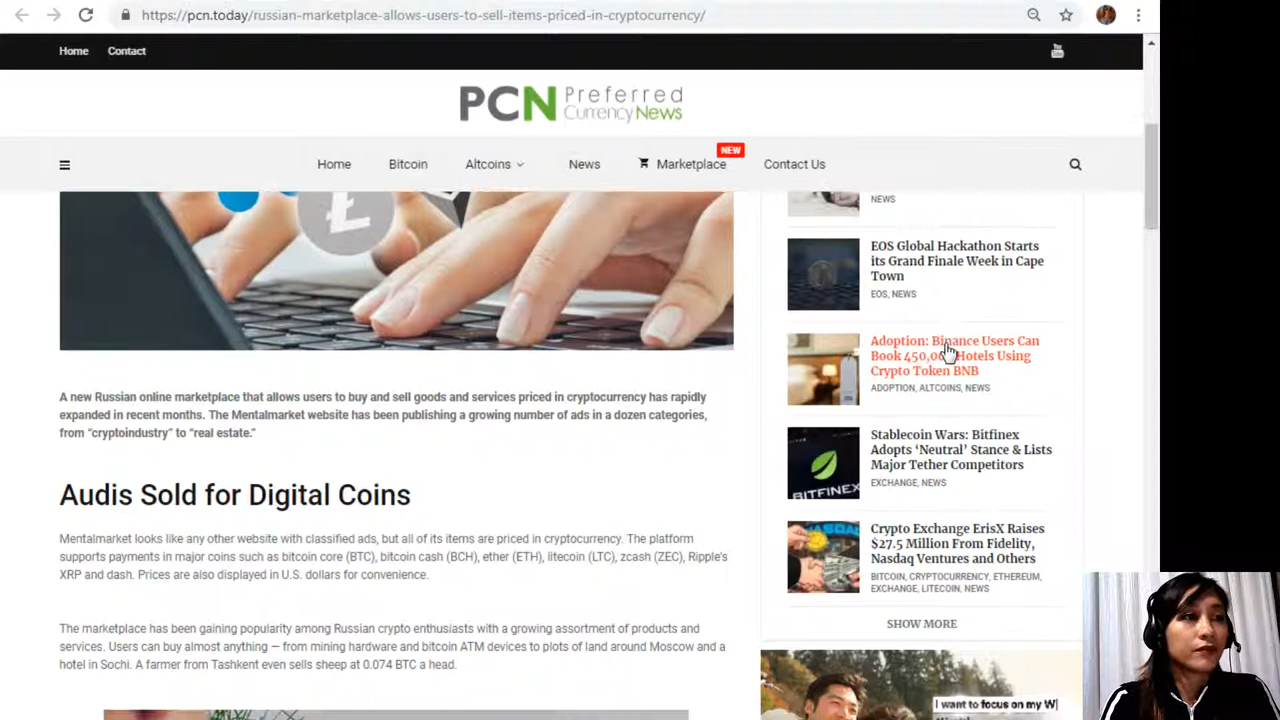 https://pcn.today/russian-marketplace-allows-users-to-sell-items-priced-in-cryptocurrency/
Home Contact
You Tube
PCN Preferred Currency News
Home Bitcoin Altcoins News Marketplace NEW Contact Us
NEWS
EOS Global Hackathon Starts
its Grand Finale Week in Cape
Town
EOS, NEWS
Adoption: Binance Users Can
Book 450,000 Hotels Using
Crypto Token BNB
ADOPTION, ALTCOINS, NEWS
BITFINEX
Stablecoin Wars: Bitfinex
Adopts ‘Neutral’ Stance & Lists
Major Tether Competitors
EXCHANGE, NEWS
NASDAQ
Crypto Exchange ErisX Raises
$27.5 Million From Fidelity,
Nasdaq Ventures and Others
BITCOIN, CRYPTOCURRENCY, ETHEREUM,
EXCHANGE, LITECOIN, NEWS
SHOW MORE
I want to focus on my W
A new Russian online marketplace that allows users to buy and sell goods and services priced in cryptocurrency has rapidly
expanded in recent months. The Mentalmarket website has been publishing a growing number of ads in a dozen categories,
from “cryptoindustry” to “real estate.”
Audis Sold for Digital Coins
Mentalmarket looks like any other website with classified ads, but all of its items are priced in cryptocurrency. The platform
supports payments in major coins such as bitcoin core (BTC), bitcoin cash (BCH), ether (ETH), litecoin (LTC), zcash (ZEC), Ripple’s
XRP and dash. Prices are also displayed in U.S. dollars for convenience.
The marketplace has been gaining popularity among Russian crypto enthusiasts with a growing assortment of products and
services. Users can buy almost anything — from mining hardware and bitcoin ATM devices to plots of land around Moscow and a
hotel in Sochi. A farmer from Tashkent even sells sheep at 0.074 BTC a head.